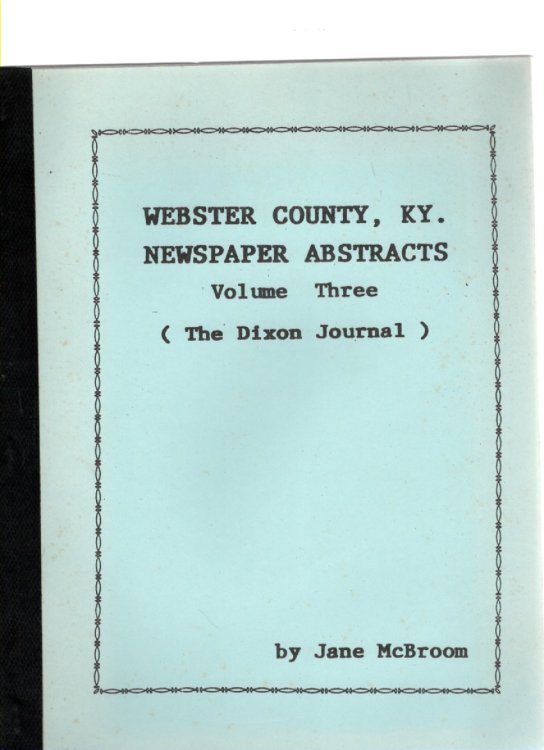 WEBSTER COUNTY, KY.
NEWSPAPER ABSTRACTS
Volume Three
( The Dixon Journal )
by Jane McBroom